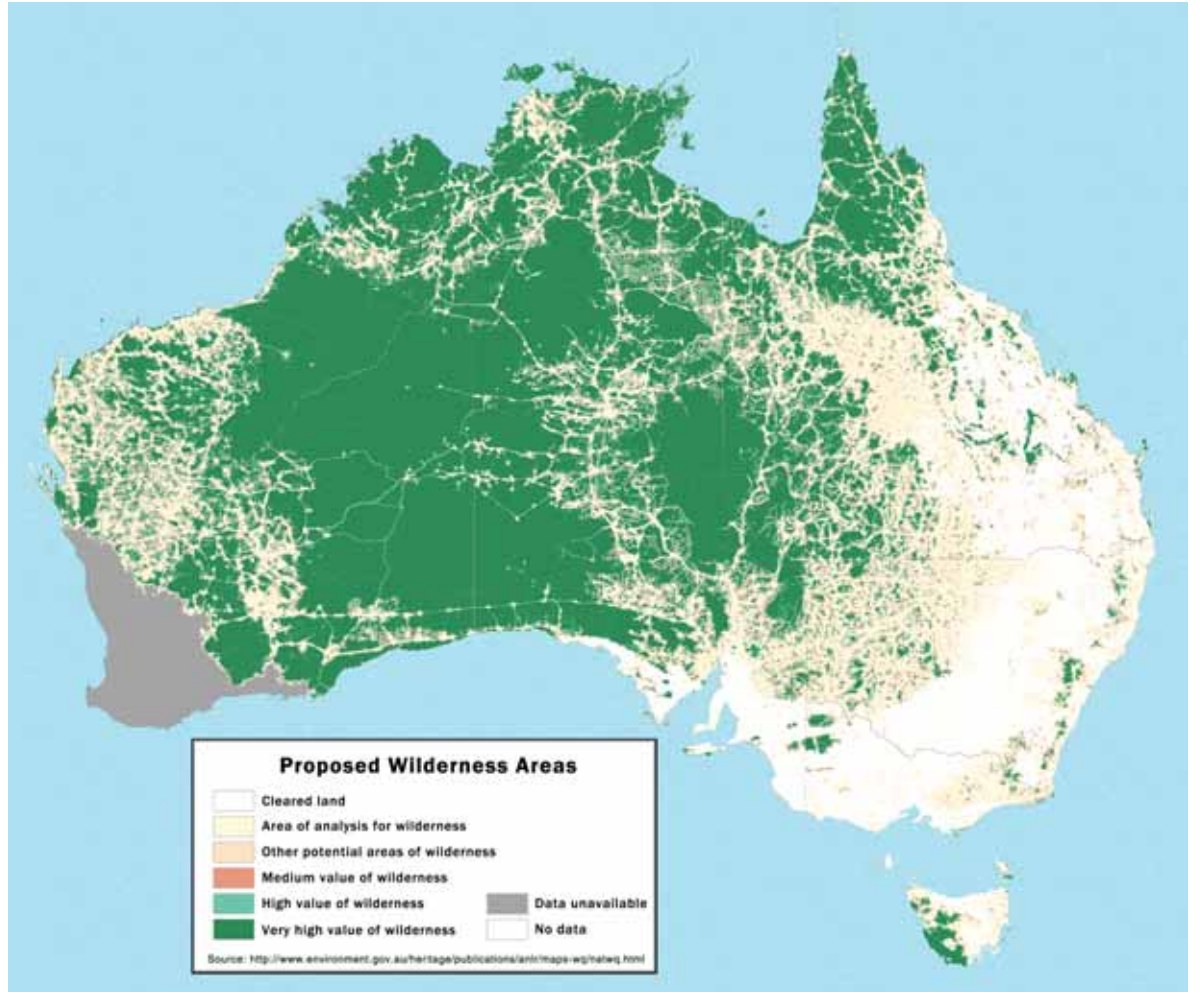 Proposed Wilderness Areas
Cleared land
Area of analysis for wilderness
Other potential areas of wilderness
Medium value of wilderness
High value of wilderness
Very high value of wilderness
Data unavailable
No data
Source: http://www.environment.gov.au/heritage/publications/anlr/maps-wq/natwq.html